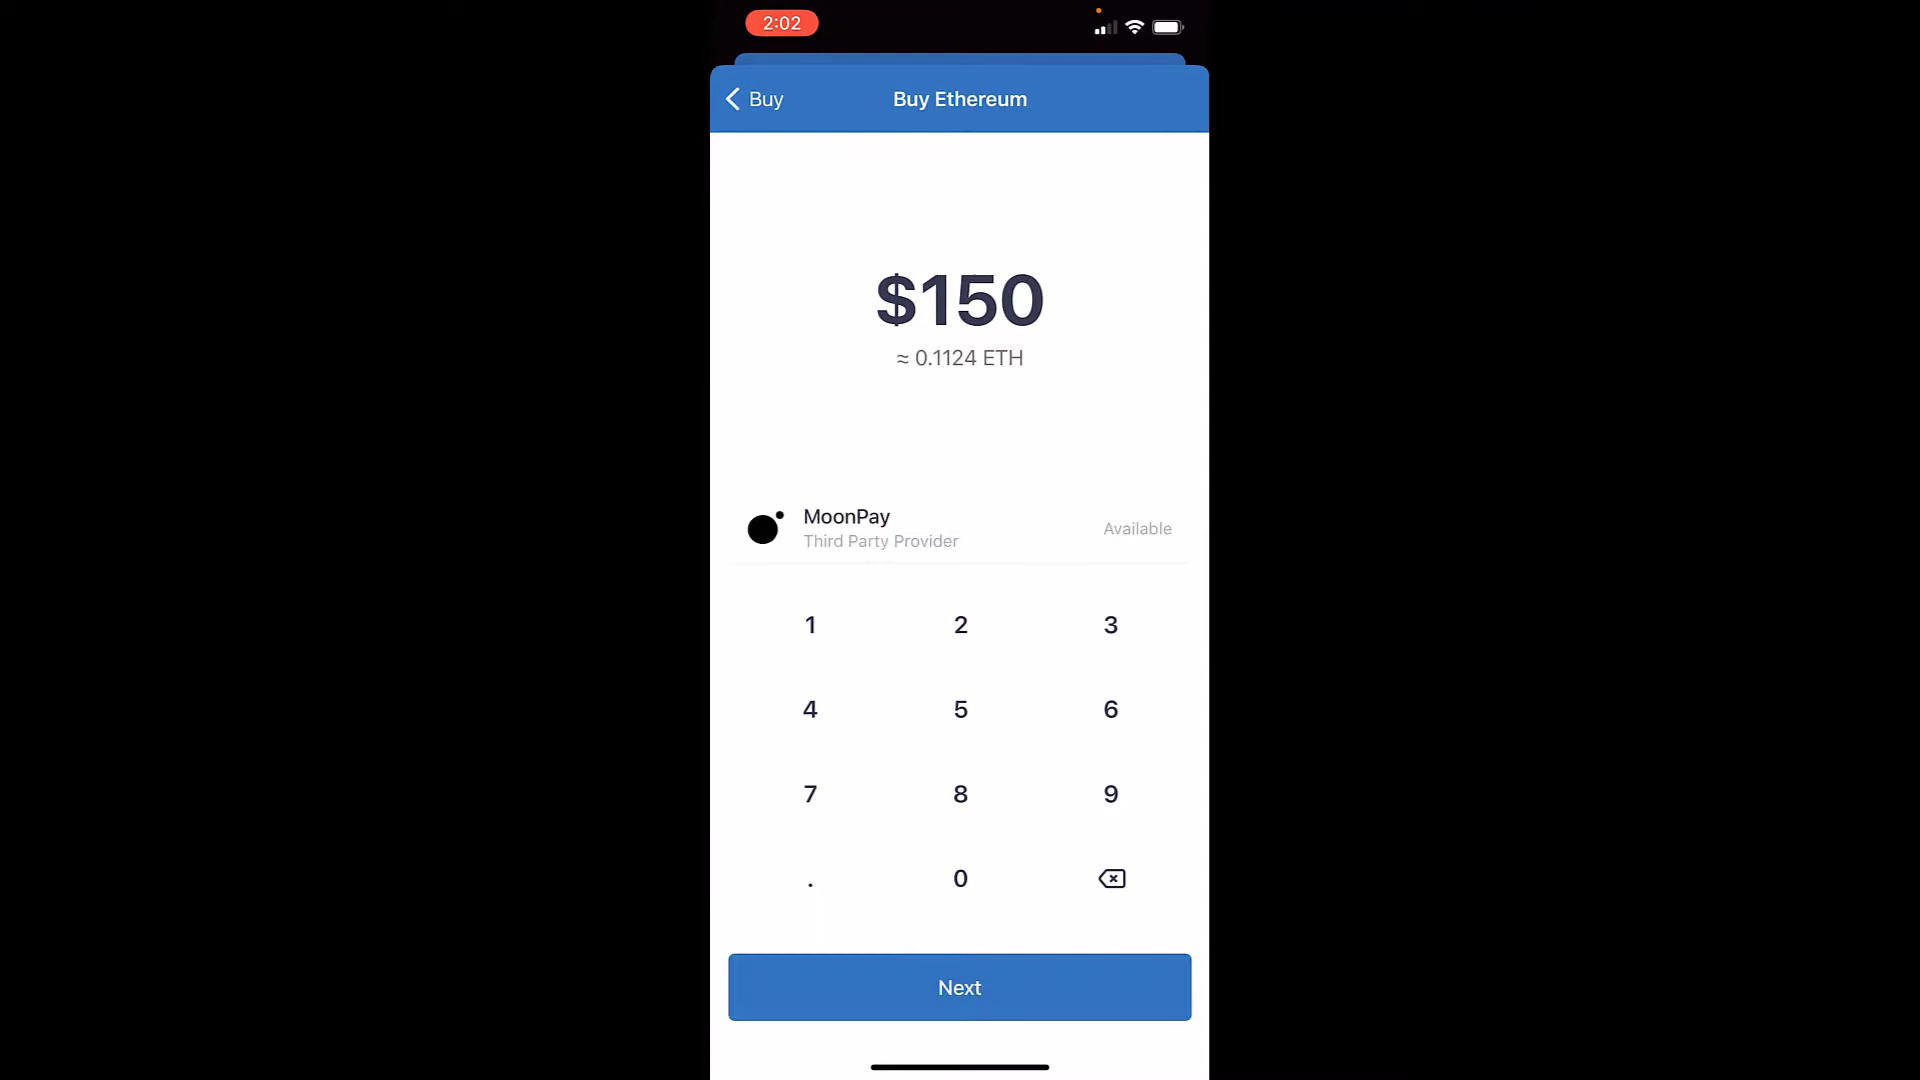 2:02
Buy
Buy Ethereum
$150
≈ 0.1124 ETH
MoonPay
Third Party Provider
Available
1 2 3
4 5 6
7 8 9
. 0
Next